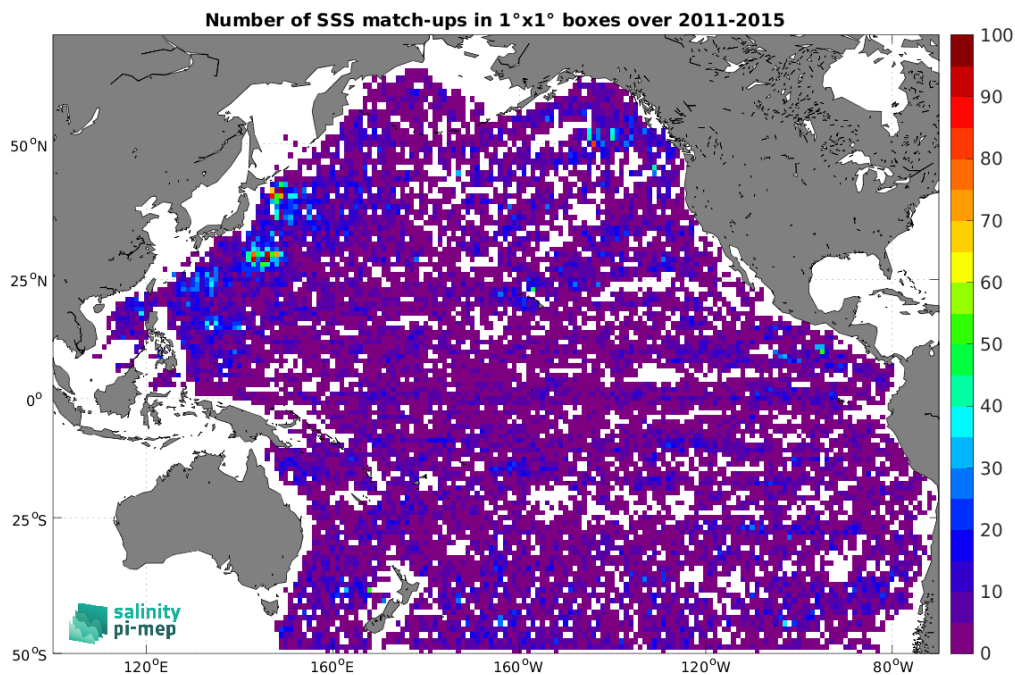 Number of SSS match-ups in 1°x1° boxes over 2011-2015
100
90
80
70
60
50
40
30
20
10
0
50°N
25°N
0°
25°S
50°S
120°E
160°E
160°W
120°W
80°W
salinity
pi-mep